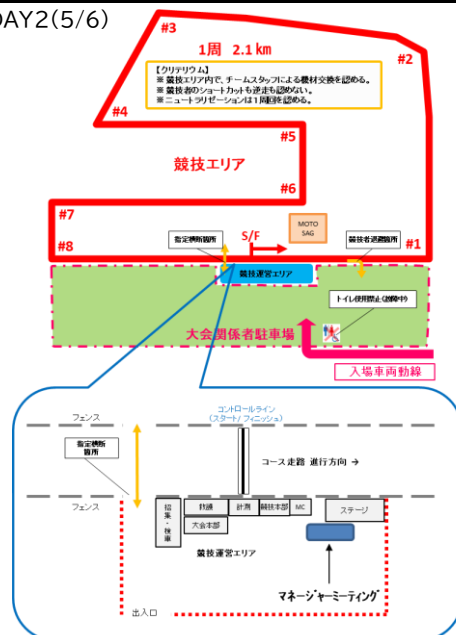 DAY2(5/6)
#3
1周 2.1km
#2
【クリテリウム】
※ 競技エリア内で、チームスタッフによる機材交換を認める。
※ 競技者のショートカットも逆走も認めない。
※ ニュートラリゼーションは1周回を認める。
#4
#5
競技エリア
#6
#7
#8
指定横断箇所
S/F
MOTO
SAG
競技者退避箇所
#1
競技運営エリア
トイレ使用禁止(故障中)
大会関係者駐車場
入場車両動線
コントロールライン
(スタート/フィニッシュ)
フェンス
フェンス
指定横断
箇所
コース走路 進行方向 →
フェンス
招集・検車
救護
計測
競技本部
MC
ステージ
大会本部
競技運営エリア
マネージャーミーティング
出入口